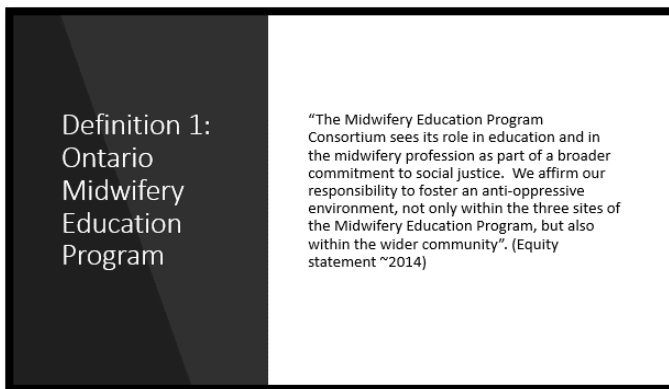 Definition 1:
Ontario
Midwifery
Education
Program
“The Midwifery Education Program
Consortium sees its role in education and in
the midwifery profession as part of a broader
commitment to social justice.  We affirm our
responsibility to foster an anti-oppressive
environment, not only within the three sites of
the Midwifery Education Program, but also
within the wider community”. (Equity
statement ~2014)